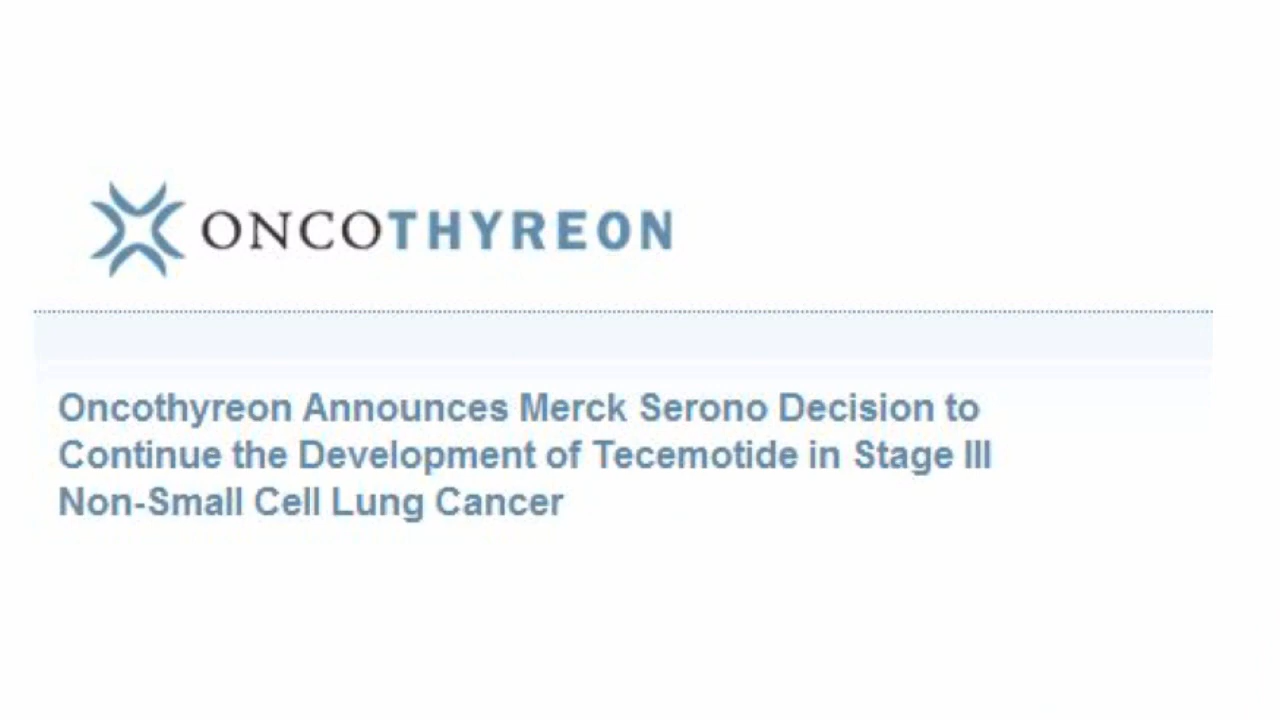 ONCOTHYREON
Oncothyreon Announces Merck Serono Decision to
Continue the Development of Tecemotide in Stage III
Non-Small Cell Lung Cancer